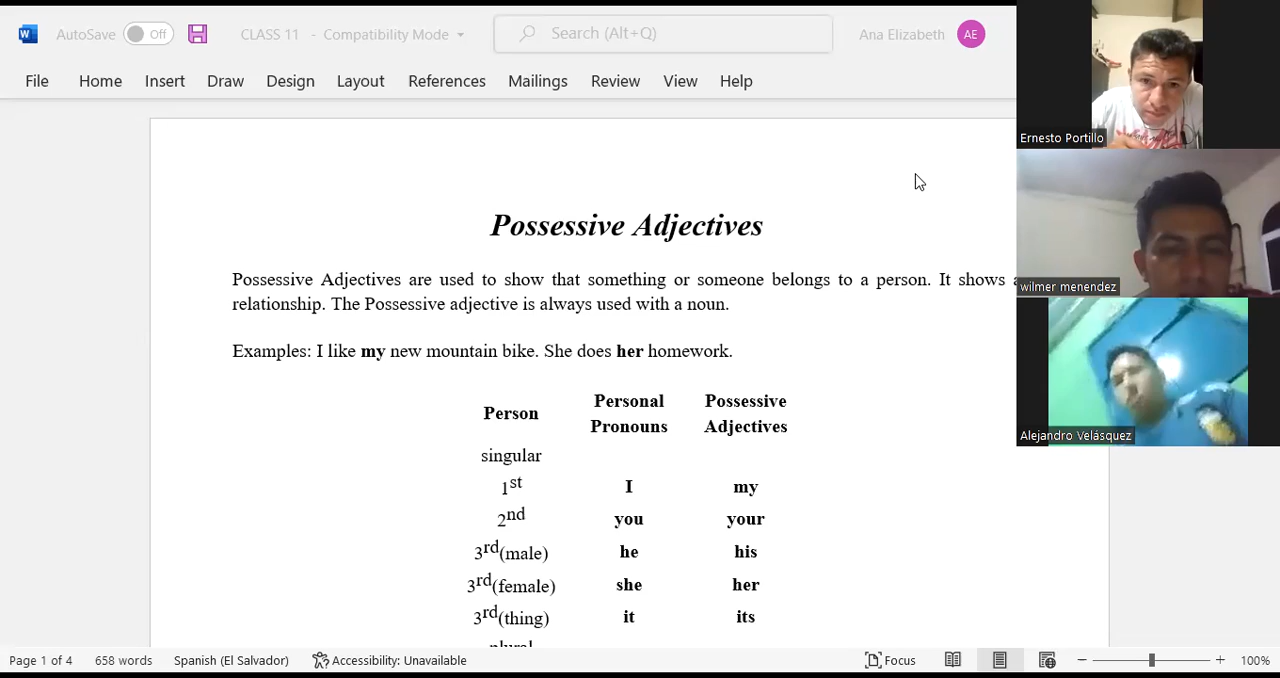 AutoSave Off CLASS 11 - Compatibility Mode Search (Alt+Q) Ana Elizabeth AE
File Home Insert Draw Design Layout References Mailings Review View Help
Ernesto Portillo
wilmer menendez
Alejandro Velásquez
Possessive Adjectives
Possessive Adjectives are used to show that something or someone belongs to a person. It shows a
relationship. The Possessive adjective is always used with a noun.
Examples: I like my new mountain bike. She does her homework.
Person Personal Pronouns Possessive Adjectives
singular
1st I my
2nd you your
3rd(male) he his
3rd(female) she her
3rd(thing) it its
plural
Page 1 of 4 658 words Spanish (El Salvador) Accessibility: Unavailable Focus 100%